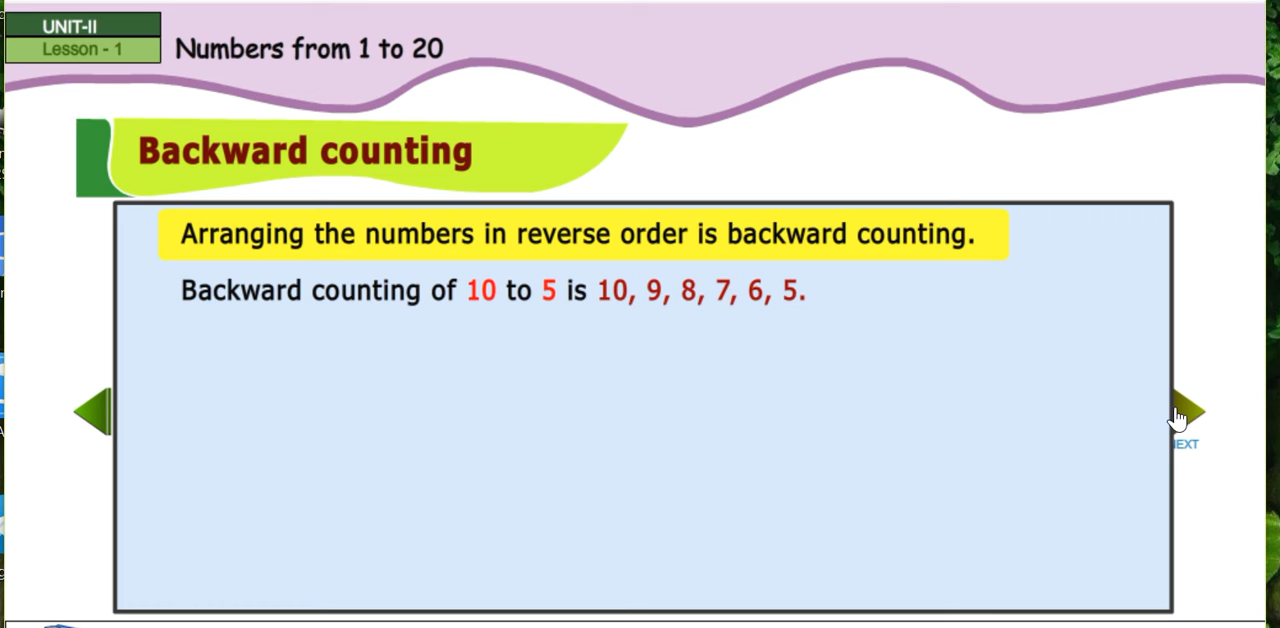 UNIT-II
Lesson - 1
Numbers from 1 to 20
Backward counting
Arranging the numbers in reverse order is backward counting.
Backward counting of 10 to 5 is 10, 9, 8, 7, 6, 5.